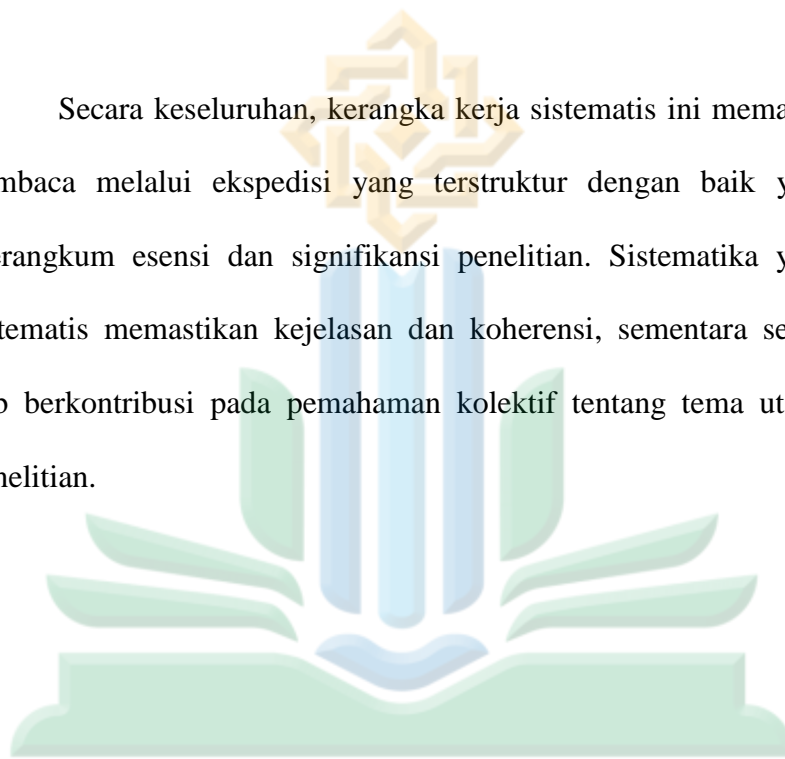 Secara keseluruhan, kerangka kerja sistematis ini mema
mbaca melalui ekspedisi yang terstruktur dengan baik y
erangkum esensi dan signifikansi penelitian. Sistematika y
tematis memastikan kejelasan dan koherensi, sementara se
berkontribusi pada pemahaman kolektif tentang tema ut
nelitian.